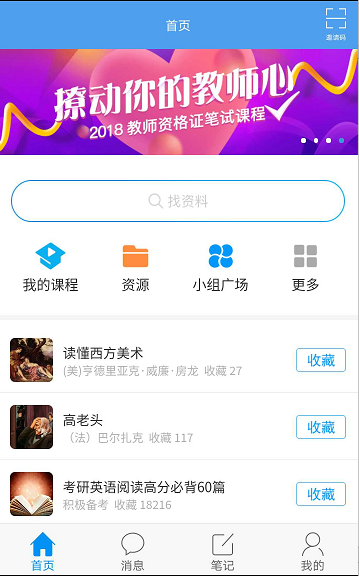 首页
邀请码
撩动你的教师心
2018 教师资格证笔试课程
找资料
我的课程
资源
小组广场
更多
读懂西方美术
(美)亨德里亚克·威廉·房龙 收藏 27
收藏
高老头
（法）巴尔扎克 收藏 117
收藏
考研英语阅读高分必背60篇
积极备考 收藏 18216
收藏
首页
消息
笔记
我的